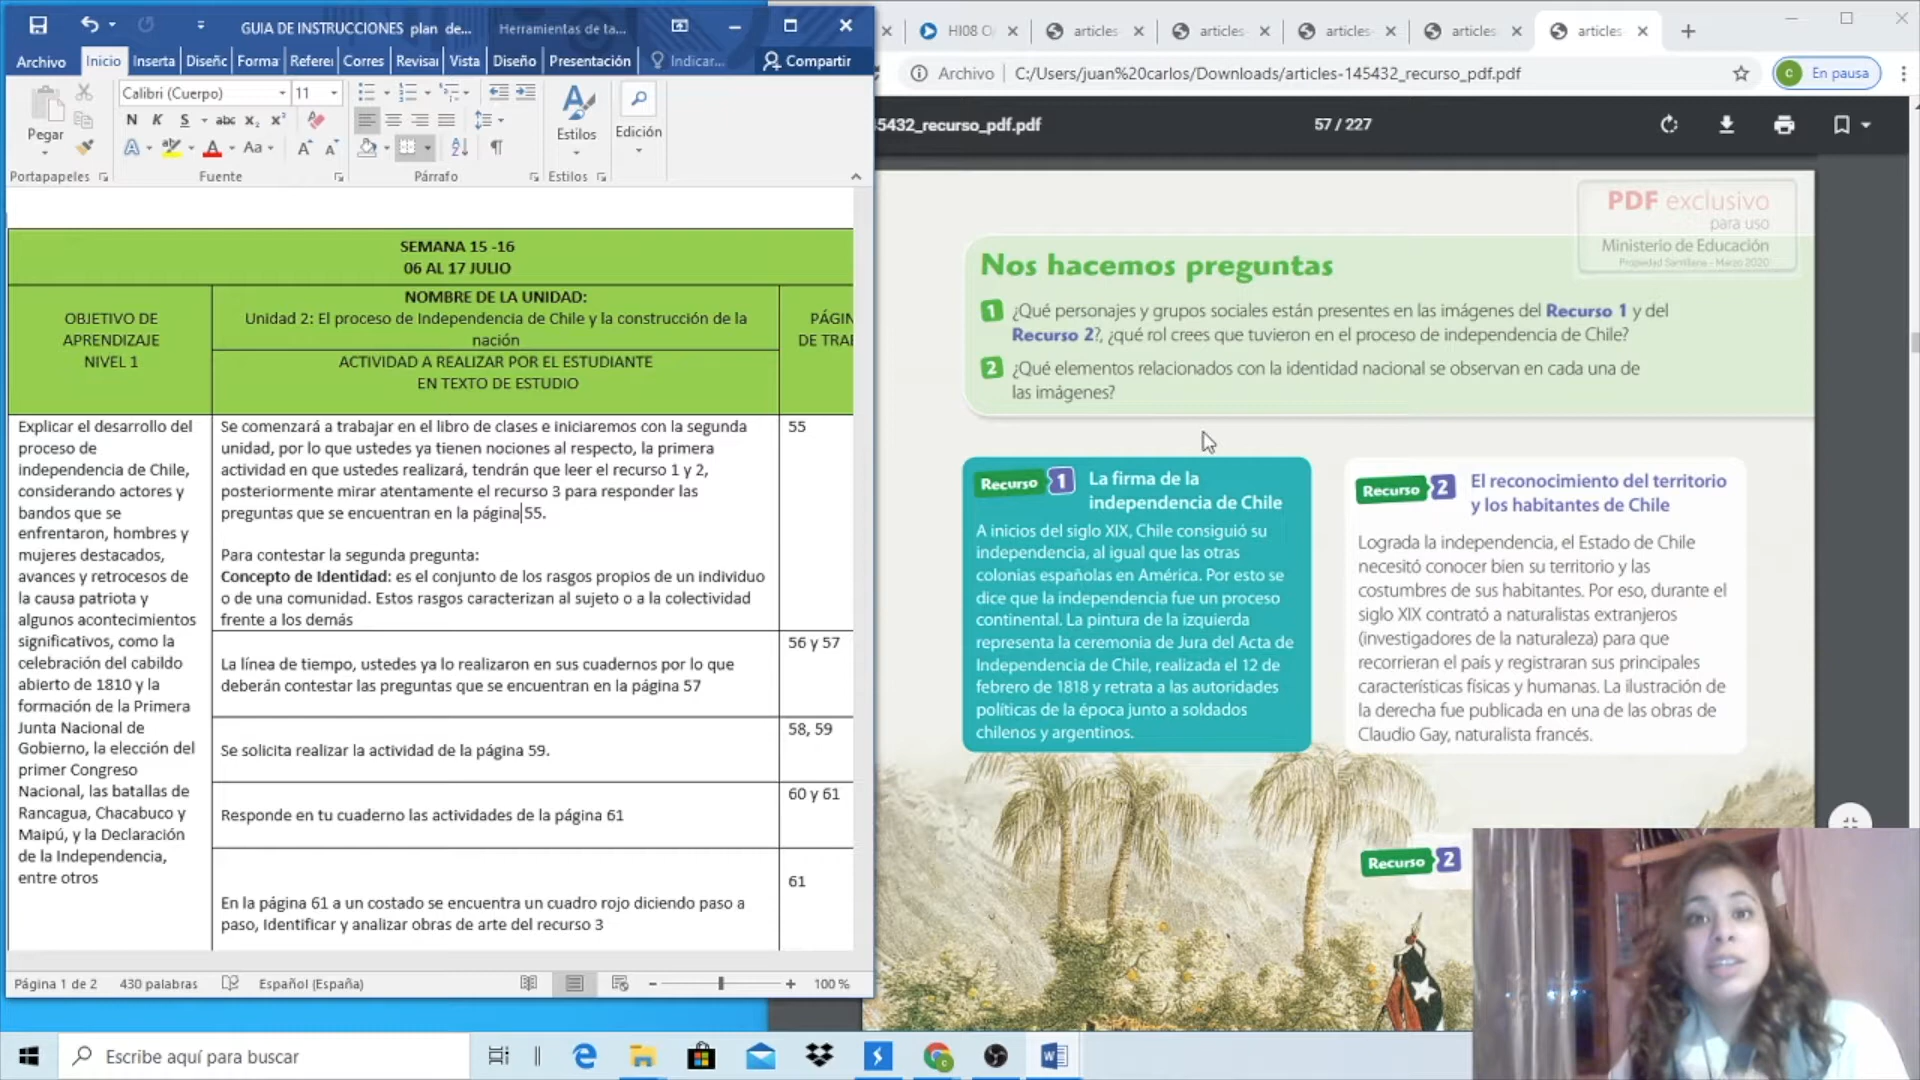 GUIA DE INSTRUCCIONES plan de...
Herramientas de ta...
Archivo
Inicio
Inserta
Diseñc
Forma
Referei
Corres
Revisai
Vista
Diseño
Presentación
Indicar...
Compartir
Pegar
Calibri (Cuerpo)
11
N K S abc x₂ x²
A aby A Aa A A
Estilos
Edición
Portapapeles
Fuente
Párrafo
Estilos
SEMANA 15 -16
06 AL 17 JULIO
OBJETIVO DE
APRENDIZAJE
NIVEL 1
NOMBRE DE LA UNIDAD:
Unidad 2: El proceso de Independencia de Chile y la construcción de la
nación
ACTIVIDAD A REALIZAR POR EL ESTUDIANTE
EN TEXTO DE ESTUDIO
PÁGIN
DE TRAE
Explicar el desarrollo del
proceso de
independencia de Chile,
considerando actores y
bandos que se
enfrentaron, hombres y
mujeres destacados,
avances y retrocesos de
la causa patriota y
algunos acontecimientos
significativos, como la
celebración del cabildo
abierto de 1810 y la
formación de la Primera
Junta Nacional de
Gobierno, la elección del
primer Congreso
Nacional, las batallas de
Rancagua, Chacabuco y
Maipú, y la Declaración
de la Independencia,
entre otros
Se comenzará a trabajar en el libro de clases e iniciaremos con la segunda
unidad, por lo que ustedes ya tienen nociones al respecto, la primera
actividad en que ustedes realizará, tendrán que leer el recurso 1 y 2,
posteriormente mirar atentamente el recurso 3 para responder las
preguntas que se encuentran en la página 55.
Para contestar la segunda pregunta:
Concepto de Identidad: es el conjunto de los rasgos propios de un individuo
o de una comunidad. Estos rasgos caracterizan al sujeto o a la colectividad
frente a los demás
55
La línea de tiempo, ustedes ya lo realizaron en sus cuadernos por lo que
deberán contestar las preguntas que se encuentran en la página 57
56 y 57
Se solicita realizar la actividad de la página 59.
58, 59
Responde en tu cuaderno las actividades de la página 61
60 y 61
En la página 61 a un costado se encuentra un cuadro rojo diciendo paso a
paso, Identificar y analizar obras de arte del recurso 3
61
Página 1 de 2
430 palabras
Español (España)
100 %
HI08 O
articles
articles
articles
articles
articles
Archivo
C:/Users/juan%20carlos/Downloads/articles-145432_recurso_pdf.pdf
c
En pausa
5432_recurso_pdf.pdf
57 / 227
PDF exclusivo
para uso
Ministerio de Educación
Propiedad Santillana - Marzo 2020
Nos hacemos preguntas
1 ¿Qué personajes y grupos sociales están presentes en las imágenes del Recurso 1 y del
Recurso 2?, ¿qué rol crees que tuvieron en el proceso de independencia de Chile?
2 ¿Qué elementos relacionados con la identidad nacional se observan en cada una de
las imágenes?
Recurso 1 La firma de la
independencia de Chile
A inicios del siglo XIX, Chile consiguió su
independencia, al igual que las otras
colonias españolas en América. Por esto se
dice que la independencia fue un proceso
continental. La pintura de la izquierda
representa la ceremonia de Jura del Acta de
Independencia de Chile, realizada el 12 de
febrero de 1818 y retrata a las autoridades
políticas de la época junto a soldados
chilenos y argentinos.
Recurso 2 El reconocimiento del territorio
y los habitantes de Chile
Lograda la independencia, el Estado de Chile
necesitó conocer bien su territorio y las
costumbres de sus habitantes. Por eso, durante el
siglo XIX contrató a naturalistas extranjeros
(investigadores de la naturaleza) para que
recorrieran el país y registraran sus principales
características físicas y humanas. La ilustración de
la derecha fue publicada en una de las obras de
Claudio Gay, naturalista francés.
Recurso 2
Escribe aquí para buscar